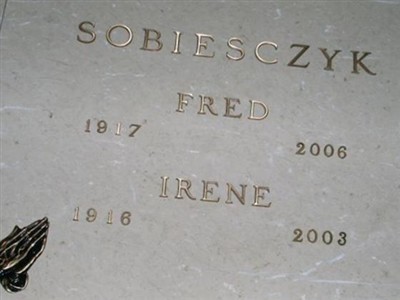 SOBIESCZYK
FRED
1917 2006
IRENE
1916 2003